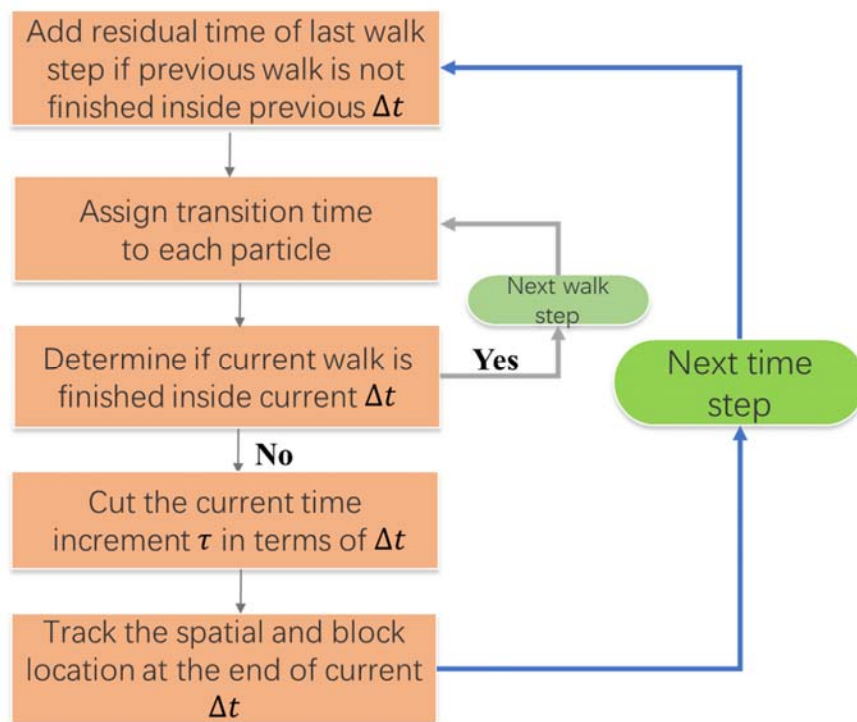 Add residual time of last walk
step if previous walk is not
finished inside previous Δt
Assign transition time
to each particle
Next walk
step
Determine if current walk is
finished inside current Δt
Yes
Next time
step
No
Cut the current time
increment τ in terms of Δt
Track the spatial and block
location at the end of current
Δt